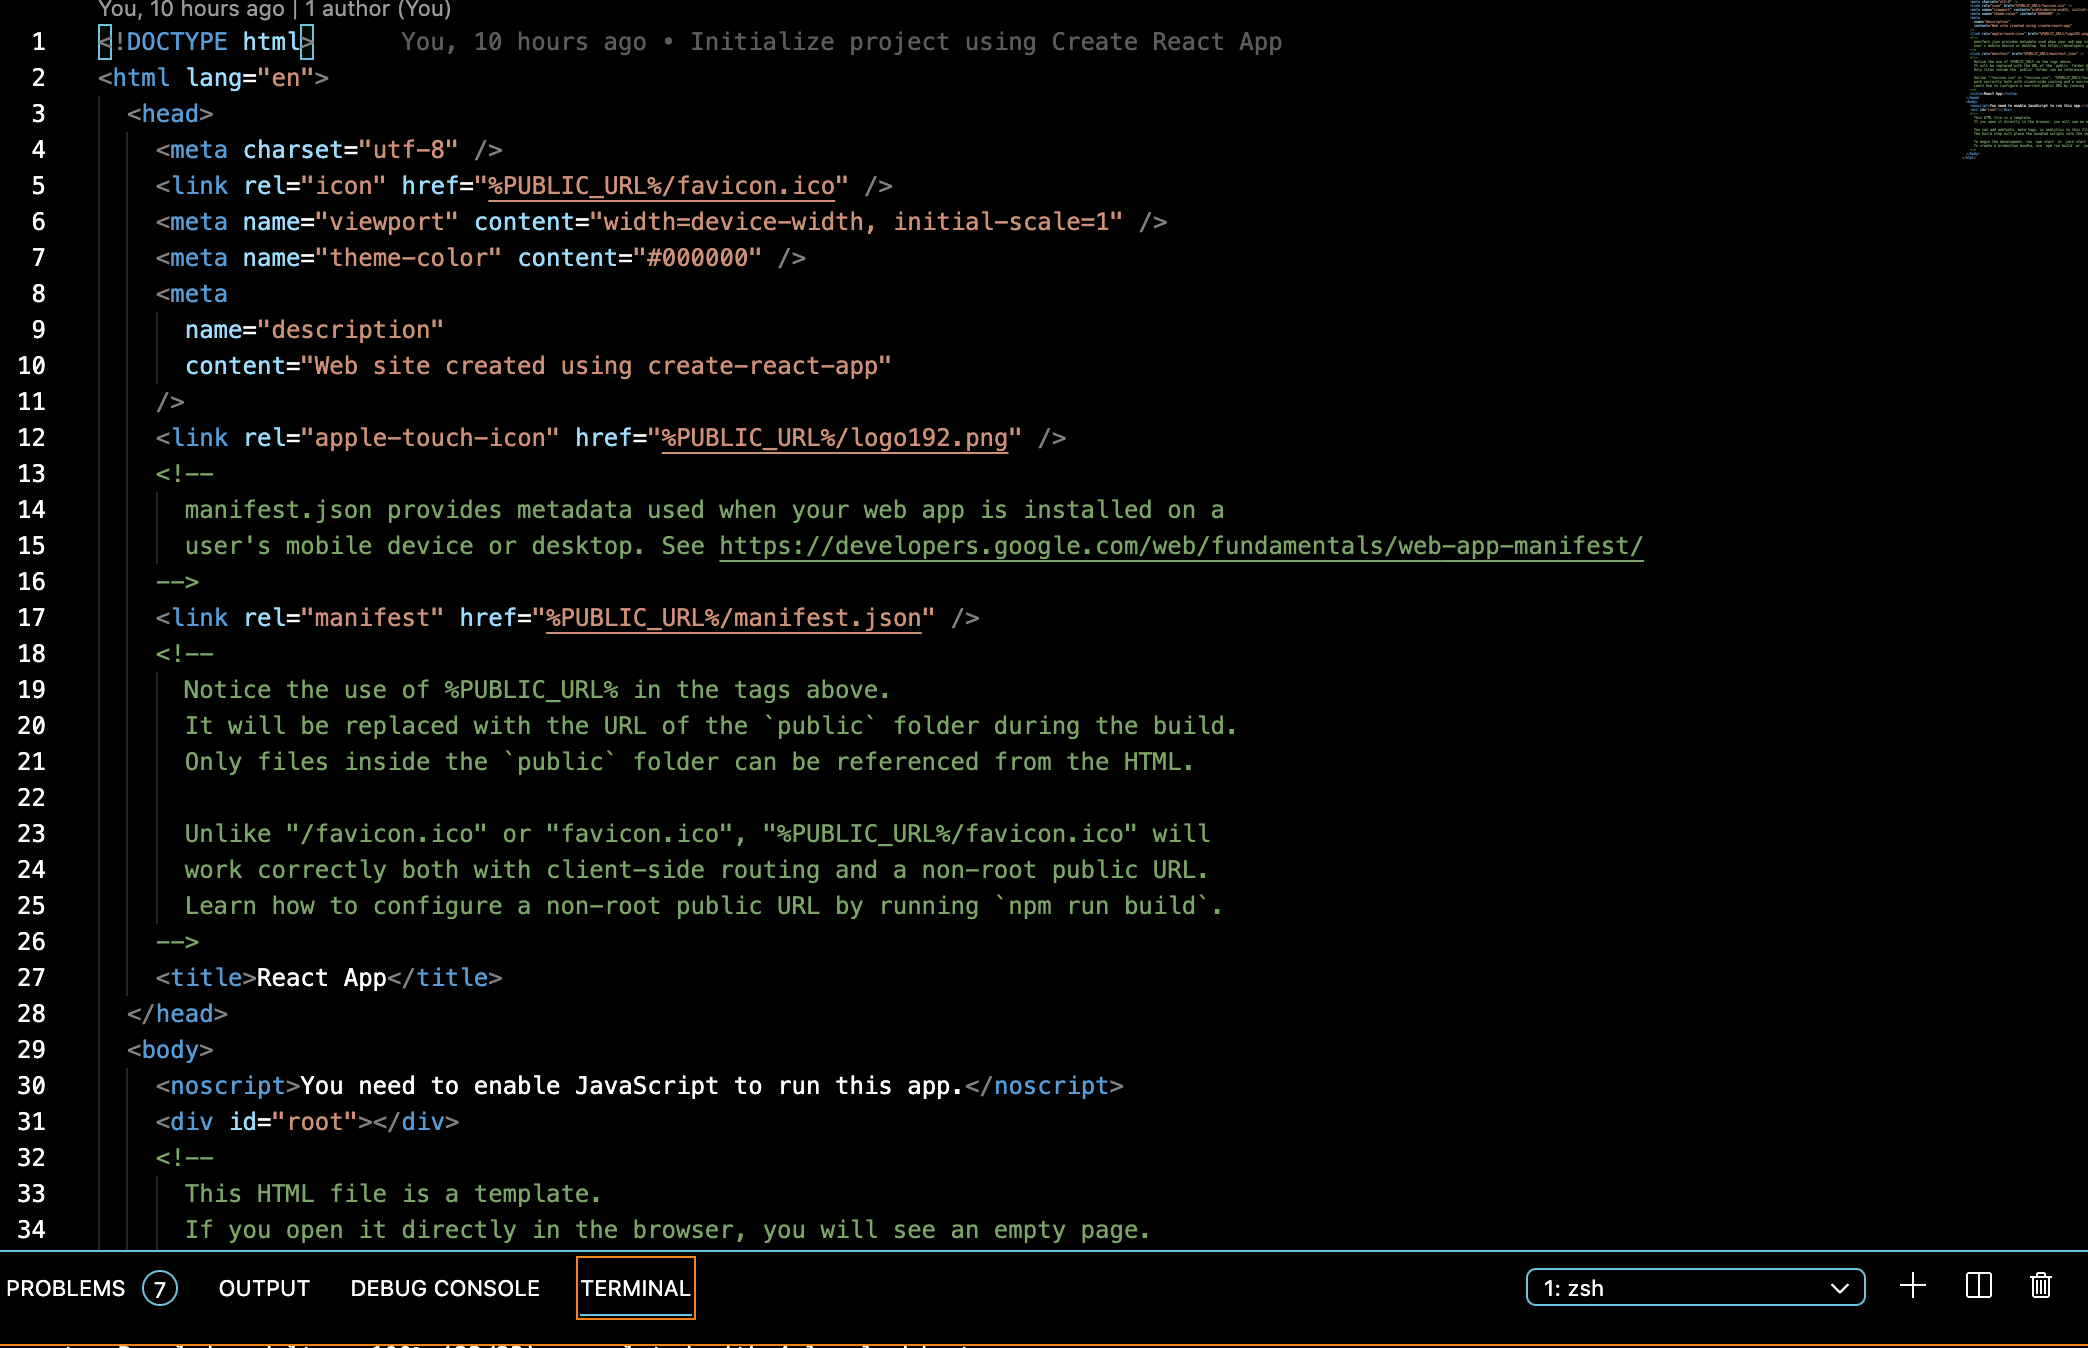 You, 10 hours ago | 1 author (You)
1 <!DOCTYPE html> You, 10 hours ago • Initialize project using Create React App
2 <html lang="en">
3 <head>
4 <meta charset="utf-8" />
5 <link rel="icon" href="%PUBLIC_URL%/favicon.ico" />
6 <meta name="viewport" content="width=device-width, initial-scale=1" />
7 <meta name="theme-color" content="#000000" />
8 <meta
9 name="description"
10 content="Web site created using create-react-app"
11 />
12 <link rel="apple-touch-icon" href="%PUBLIC_URL%/logo192.png" />
13 <!--
14 manifest.json provides metadata used when your web app is installed on a
15 user's mobile device or desktop. See https://developers.google.com/web/fundamentals/web-app-manifest/
16 -->
17 <link rel="manifest" href="%PUBLIC_URL%/manifest.json" />
18 <!--
19 Notice the use of %PUBLIC_URL% in the tags above.
20 It will be replaced with the URL of the `public` folder during the build.
21 Only files inside the `public` folder can be referenced from the HTML.
22
23 Unlike "/favicon.ico" or "favicon.ico", "%PUBLIC_URL%/favicon.ico" will
24 work correctly both with client-side routing and a non-root public URL.
25 Learn how to configure a non-root public URL by running `npm run build`.
26 -->
27 <title>React App</title>
28 </head>
29 <body>
30 <noscript>You need to enable JavaScript to run this app.</noscript>
31 <div id="root"></div>
32 <!--
33 This HTML file is a template.
34 If you open it directly in the browser, you will see an empty page.
PROBLEMS 7 OUTPUT DEBUG CONSOLE TERMINAL 1: zsh